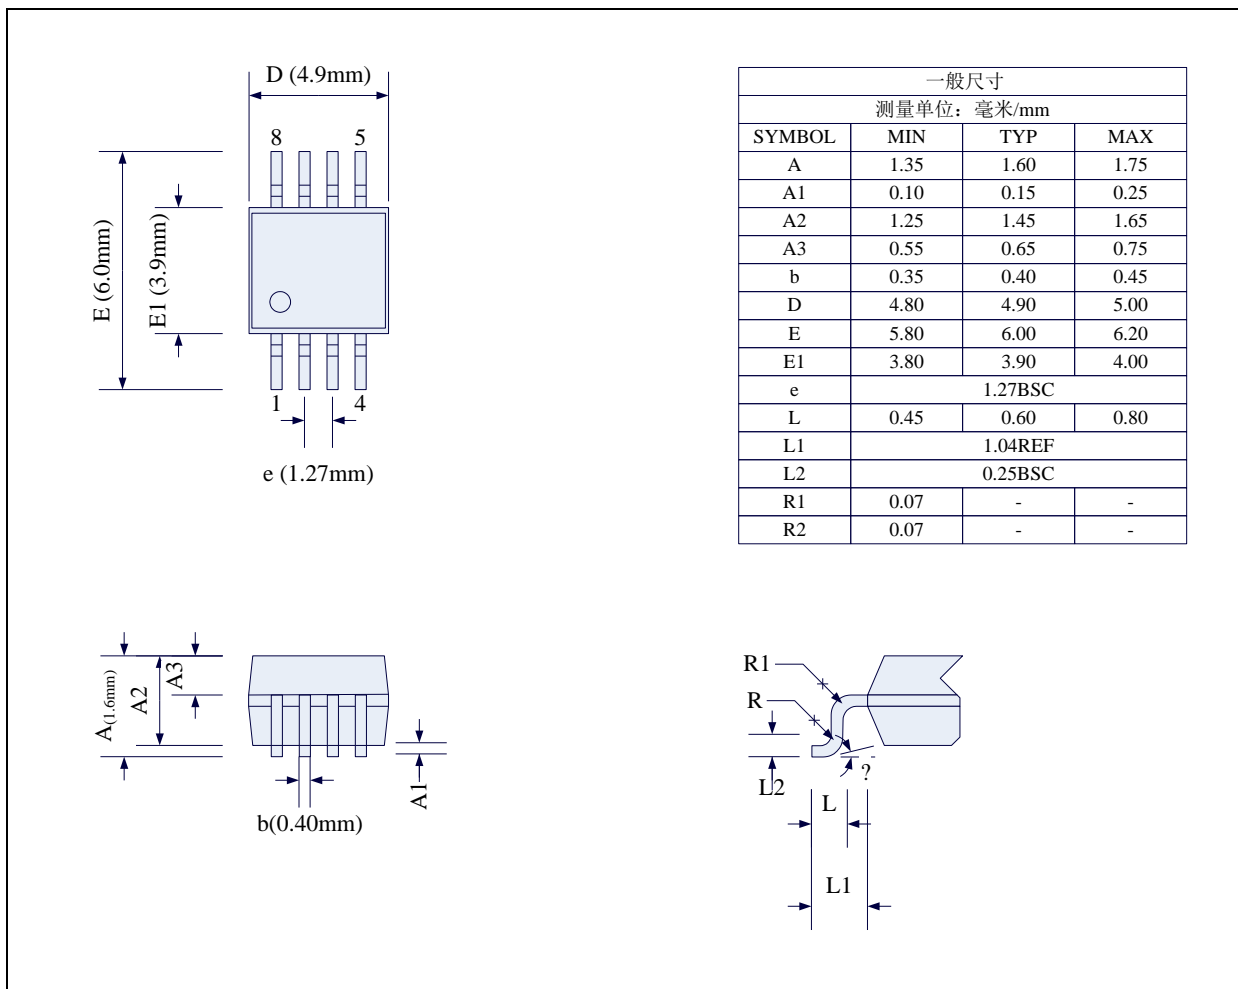 D (4.9mm)
8 5
E (6.0mm)
E1 (3.9mm)
1 4
e (1.27mm)
一般尺寸
测量单位：毫米/mm
SYMBOL MIN TYP MAX
A 1.35 1.60 1.75
A1 0.10 0.15 0.25
A2 1.25 1.45 1.65
A3 0.55 0.65 0.75
b 0.35 0.40 0.45
D 4.80 4.90 5.00
E 5.80 6.00 6.20
E1 3.80 3.90 4.00
e 1.27BSC
L 0.45 0.60 0.80
L1 1.04REF
L2 0.25BSC
R1 0.07 - -
R2 0.07 - -
A(1.6mm)
A2
A3
A1
b(0.40mm)
R1
R
L2
?
L
L1